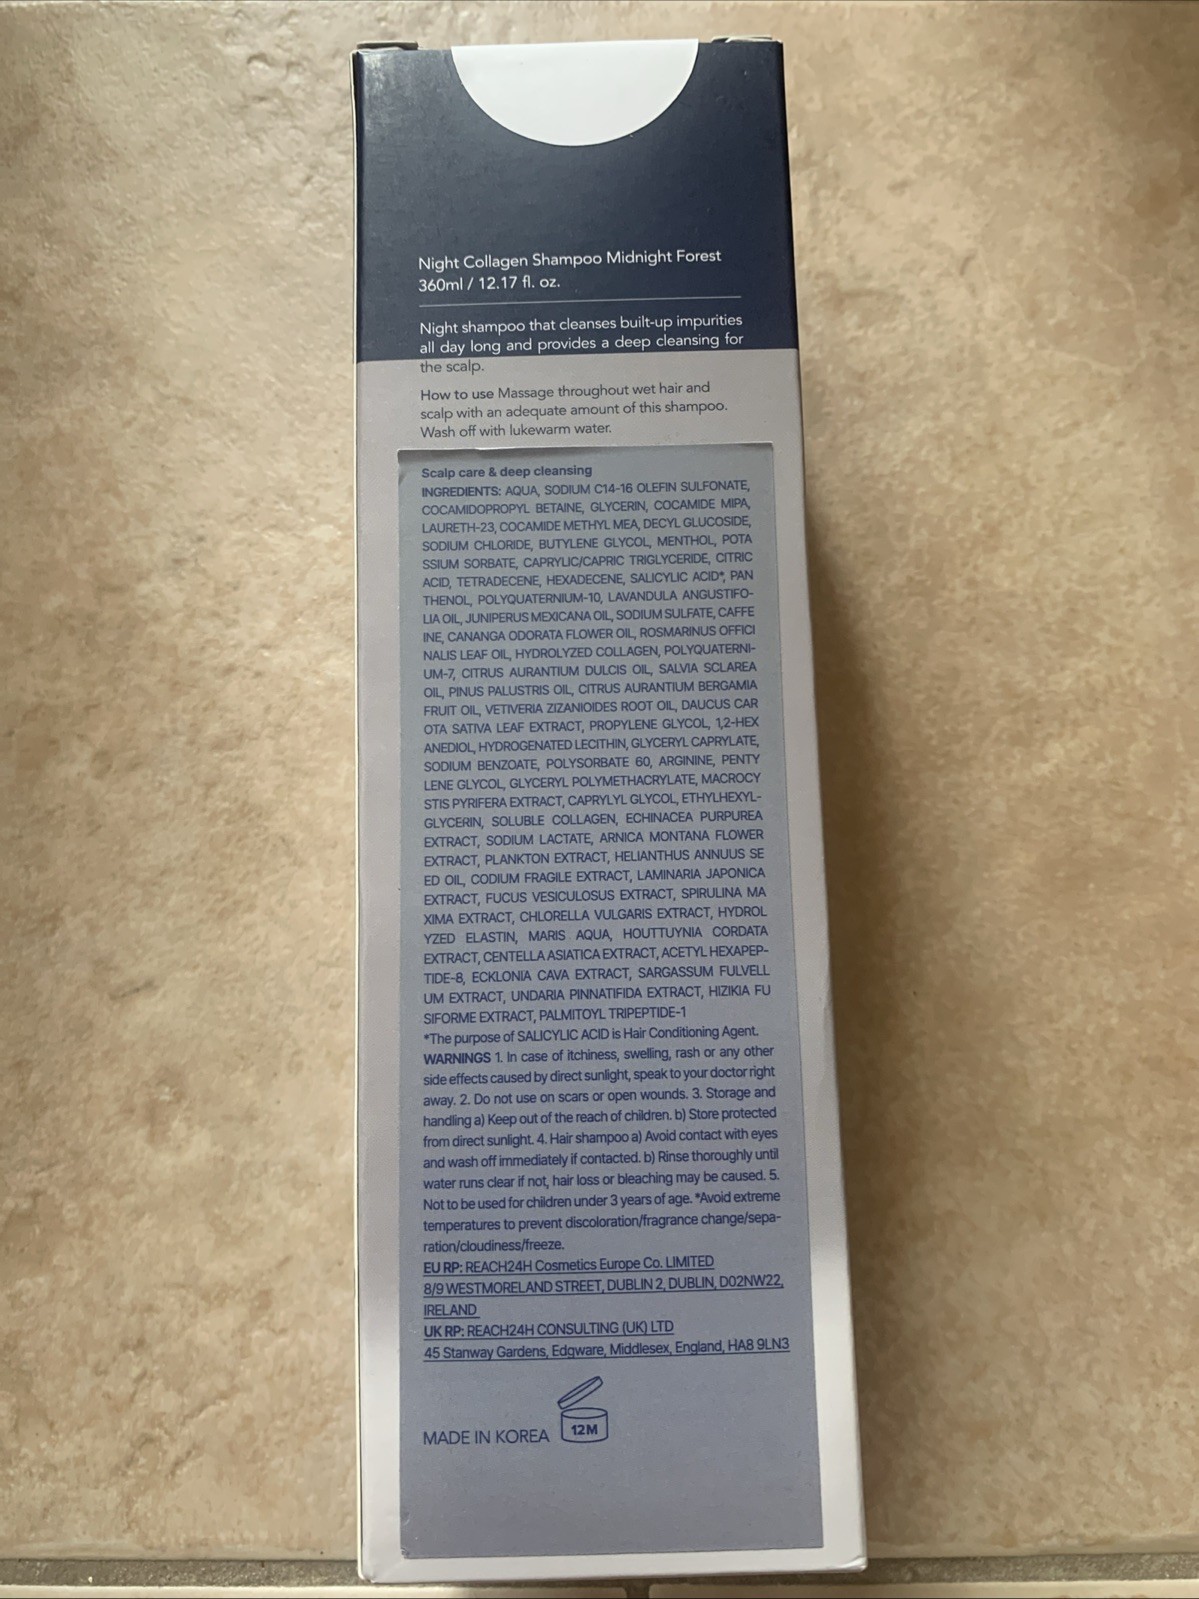 Night Collagen Shampoo Midnight Forest
360ml / 12.17 fl. oz.
Night shampoo that cleanses built-up impurities
all day long and provides a deep cleansing for
the scalp.
How to use Massage throughout wet hair and
scalp with an adequate amount of this shampoo.
Wash off with lukewarm water.
Scalp care & deep cleansing
INGREDIENTS: AQUA, SODIUM C14-16 OLEFIN SULFONATE,
COCAMIDOPROPYL BETAINE, GLYCERIN, COCAMIDE MIPA,
LAURETH-23, COCAMIDE METHYL MEA, DECYL GLUCOSIDE,
SODIUM CHLORIDE, BUTYLENE GLYCOL, MENTHOL, POTA
SSIUM SORBATE, CAPRYLIC/CAPRIC TRIGLYCERIDE, CITRIC
ACID, TETRADECENE, HEXADECENE, SALICYLIC ACID*, PAN
THENOL, POLYQUATERNIUM-10, LAVANDULA ANGUSTIFO-
LIA OIL, JUNIPERUS MEXICANA OIL, SODIUM SULFATE, CAFFE
INE, CANANGA ODORATA FLOWER OIL, ROSMARINUS OFFICI
NALIS LEAF OIL, HYDROLYZED COLLAGEN, POLYQUATERNI-
UM-7, CITRUS AURANTIUM DULCIS OIL, SALVIA SCLAREA
OIL, PINUS PALUSTRIS OIL, CITRUS AURANTIUM BERGAMIA
FRUIT OIL, VETIVERIA ZIZANIOIDES ROOT OIL, DAUCUS CAR
OTA SATIVA LEAF EXTRACT, PROPYLENE GLYCOL, 1,2-HEX
ANEDIOL, HYDROGENATED LECITHIN, GLYCERYL CAPRYLATE,
SODIUM BENZOATE, POLYSORBATE 60, ARGININE, PENTY
LENE GLYCOL, GLYCERYL POLYMETHACRYLATE, MACROCY
STIS PYRIFERA EXTRACT, CAPRYLYL GLYCOL, ETHYLHEXYL-
GLYCERIN, SOLUBLE COLLAGEN, ECHINACEA PURPUREA
EXTRACT, SODIUM LACTATE, ARNICA MONTANA FLOWER
EXTRACT, PLANKTON EXTRACT, HELIANTHUS ANNUUS SE
ED OIL, CODIUM FRAGILE EXTRACT, LAMINARIA JAPONICA
EXTRACT, FUCUS VESICULOSUS EXTRACT, SPIRULINA MA
XIMA EXTRACT, CHLORELLA VULGARIS EXTRACT, HYDROL
YZED ELASTIN, MARIS AQUA, HOUTTUYNIA CORDATA
EXTRACT, CENTELLA ASIATICA EXTRACT, ACETYL HEXAPEP-
TIDE-8, ECKLONIA CAVA EXTRACT, SARGASSUM FULVELL
UM EXTRACT, UNDARIA PINNATIFIDA EXTRACT, HIZIKIA FU
SIFORME EXTRACT, PALMITOYL TRIPEPTIDE-1
*The purpose of SALICYLIC ACID is Hair Conditioning Agent.
WARNINGS 1. In case of itchiness, swelling, rash or any other
side effects caused by direct sunlight, speak to your doctor right
away. 2. Do not use on scars or open wounds. 3. Storage and
handling a) Keep out of the reach of children. b) Store protected
from direct sunlight. 4. Hair shampoo a) Avoid contact with eyes
and wash off immediately if contacted. b) Rinse thoroughly until
water runs clear if not, hair loss or bleaching may be caused. 5.
Not to be used for children under 3 years of age. *Avoid extreme
temperatures to prevent discoloration/fragrance change/sepa-
ration/cloudiness/freeze.
EU RP: REACH24H Cosmetics Europe Co. LIMITED
8/9 WESTMORELAND STREET, DUBLIN 2, DUBLIN, D02NW22,
IRELAND
UK RP: REACH24H CONSULTING (UK) LTD
45 Stanway Gardens, Edgware, Middlesex, England, HA8 9LN3
MADE IN KOREA 12M